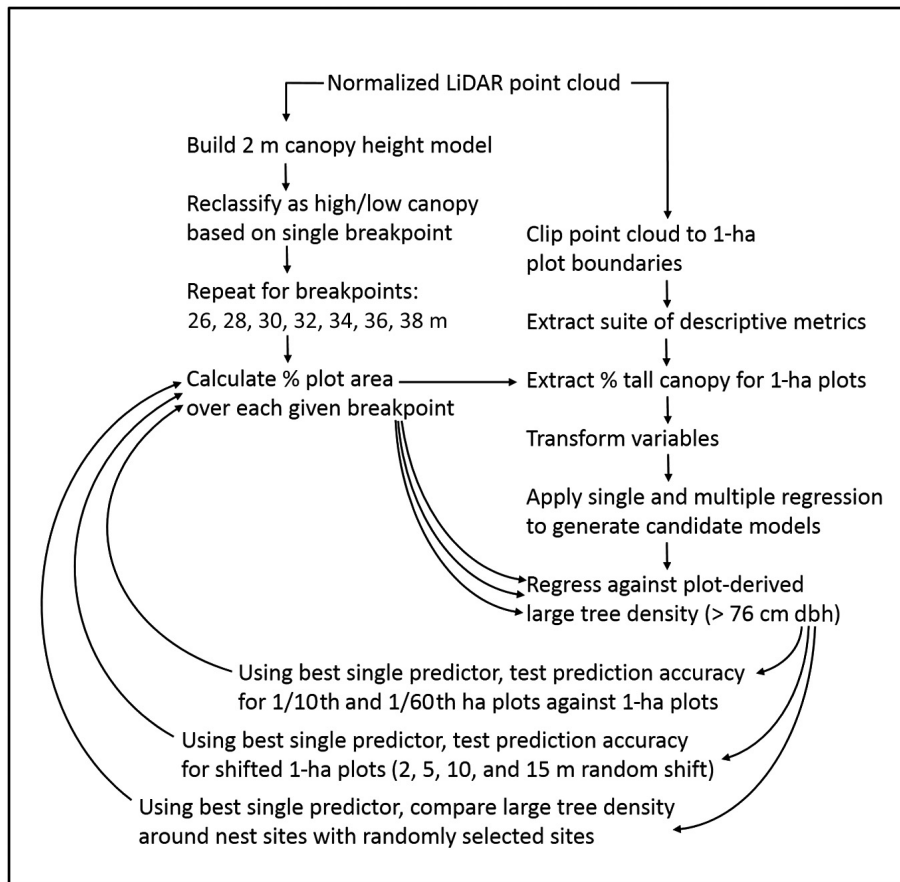 Normalized LiDAR point cloud
Build 2 m canopy height model
Reclassify as high/low canopy
based on single breakpoint
Repeat for breakpoints:
26, 28, 30, 32, 34, 36, 38 m
Calculate % plot area
over each given breakpoint
Clip point cloud to 1-ha
plot boundaries
Extract suite of descriptive metrics
Extract % tall canopy for 1-ha plots
Transform variables
Apply single and multiple regression
to generate candidate models
Regress against plot-derived
large tree density (> 76 cm dbh)
Using best single predictor, test prediction accuracy
for 1/10th and 1/60th ha plots against 1-ha plots
Using best single predictor, test prediction accuracy
for shifted 1-ha plots (2, 5, 10, and 15 m random shift)
Using best single predictor, compare large tree density
around nest sites with randomly selected sites